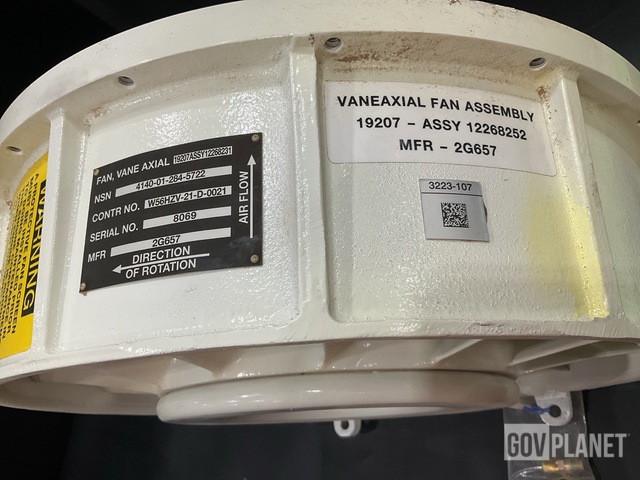 WARNING
FAN, VANE AXIAL 19207ASSY12268231
NSN 4140-01-284-5722
CONTR NO. W56HZV-21-D-0021
SERIAL NO. 8069
MFR 2G657
DIRECTION
OF ROTATION
AIR FLOW
VANEAXIAL FAN ASSEMBLY
19207 - ASSY 12268252
MFR - 2G657
3223-107
GOVPLANET